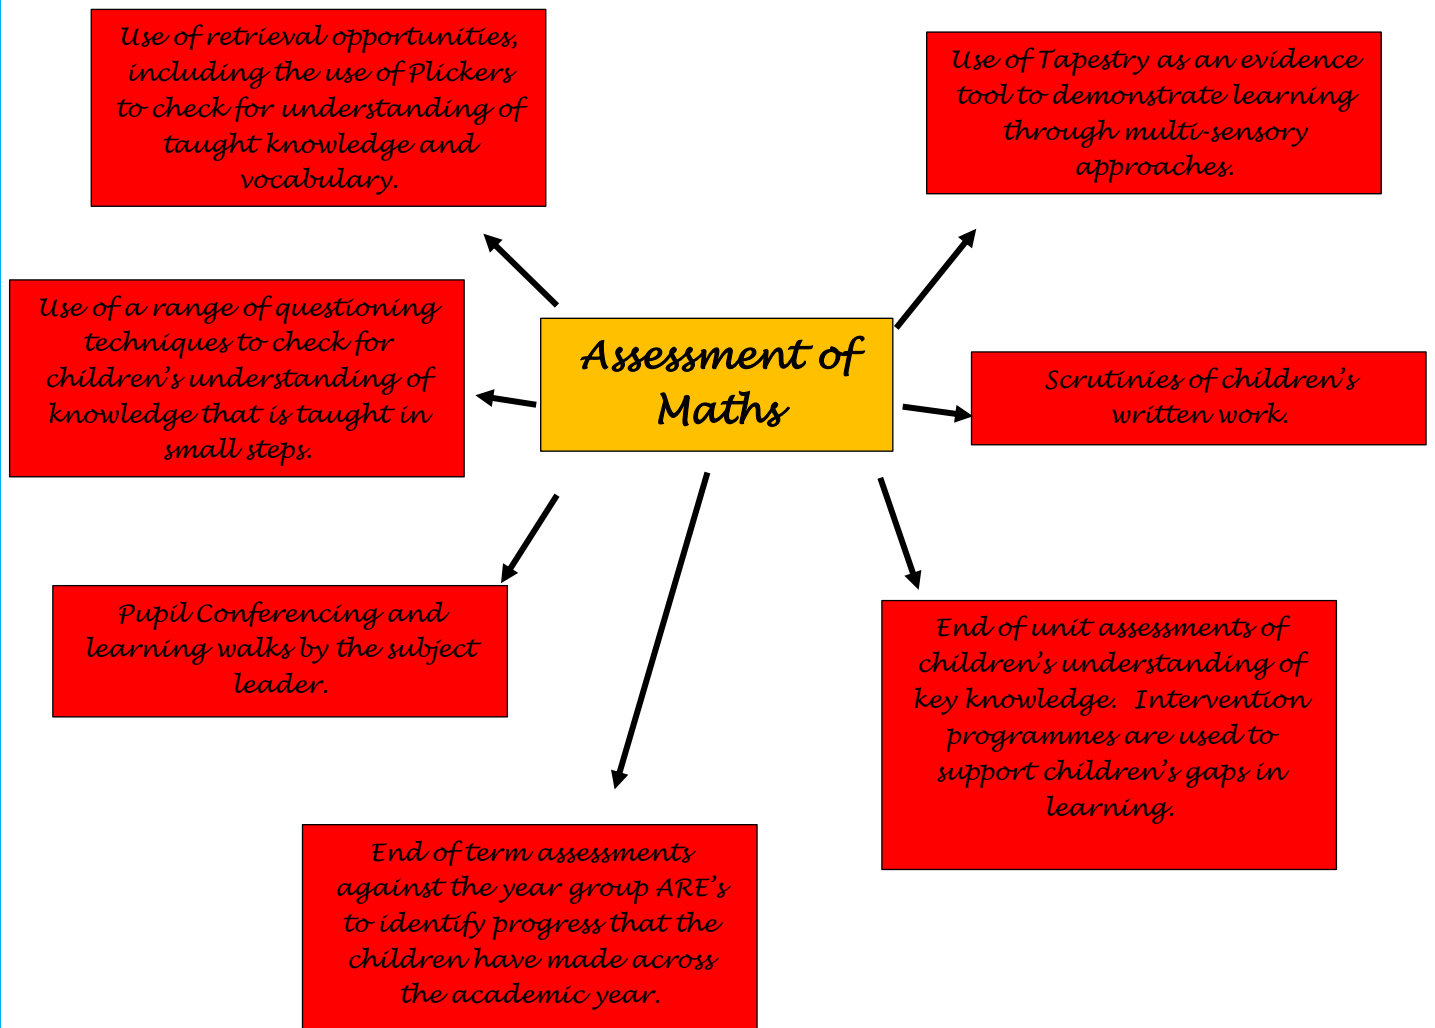 Use of retrieval opportunities,
including the use of Plickers
to check for understanding of
taught knowledge and
vocabulary.
Use of Tapestry as an evidence
tool to demonstrate learning
through multi-sensory
approaches.
Use of a range of questioning
techniques to check for
children’s understanding of
knowledge that is taught in
small steps.
Assessment of
Maths
Scrutinies of children’s
written work.
Pupil Conferencing and
learning walks by the subject
leader.
End of unit assessments of
children’s understanding of
key knowledge.  Intervention
programmes are used to
support children’s gaps in
learning.
End of term assessments
against the year group ARE’s
to identify progress that the
children have made across
the academic year.